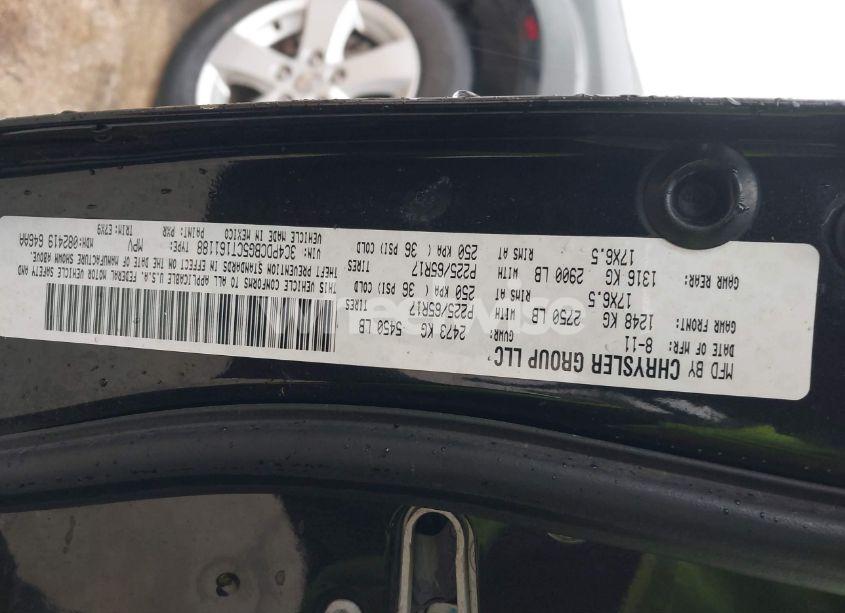 MFD BY CHRYSLER GROUP LLC
DATE OF MFR: 8-11 GVWR: 2473 KG 5450 LB
GAWR FRONT: 1248 KG 2750 LB WITH P225/65R17 TIRES
17X6.5 RIMS AT 250 KPA ( 36 PSI) COLD
GAWR REAR: 1316 KG 2900 LB WITH P225/65R17 TIRES
17X6.5 RIMS AT 250 KPA ( 36 PSI) COLD
THIS VEHICLE CONFORMS TO ALL APPLICABLE U.S.A. FEDERAL MOTOR VEHICLE SAFETY AND
THEFT PREVENTION STANDARDS IN EFFECT ON THE DATE OF MANUFACTURE SHOWN ABOVE.
VIN: 3C4PDCBG5CT161188 TYPE: MPV MDH:082419 646AA
VEHICLE MADE IN MEXICO PAINT: PXR TRIM: E7X9